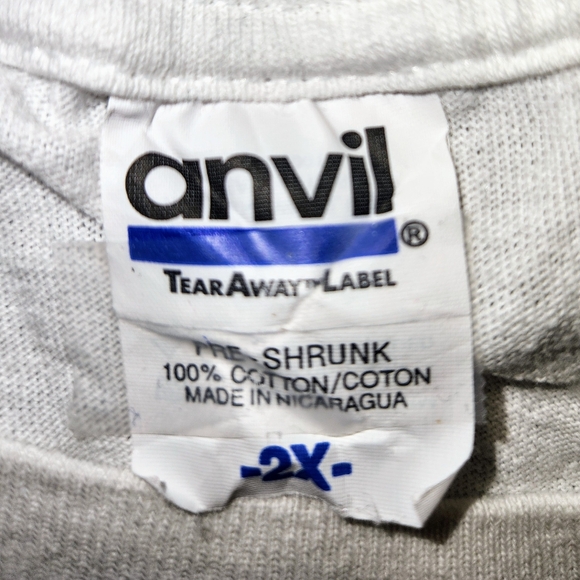 anvil®
TEARAWAY™LABEL
PRE-SHRUNK
100% COTTON/COTON
MADE IN NICARAGUA
-2X-